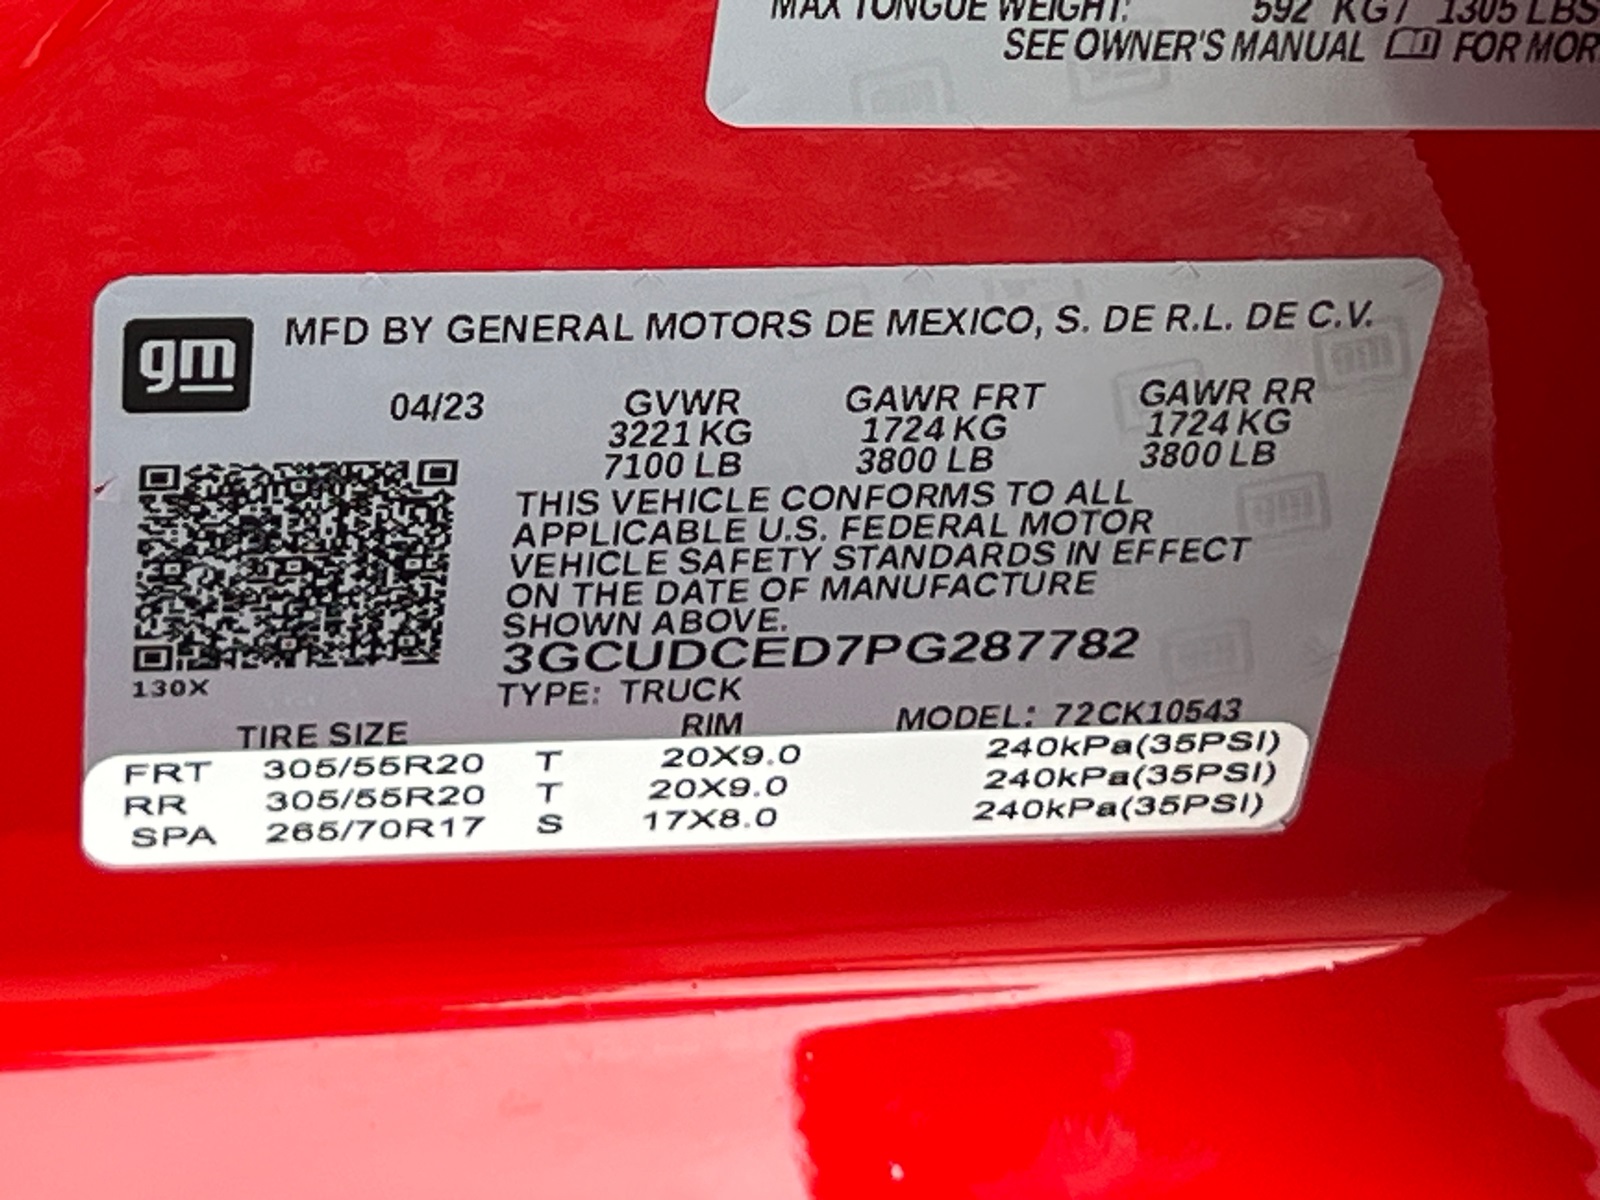 MAX TONGUE WEIGHT: 592 KG/ 1305 LBS
SEE OWNER'S MANUAL FOR MOR
gm
MFD BY GENERAL MOTORS DE MEXICO, S. DE R.L. DE C.V.
04/23 GVWR GAWR FRT GAWR RR
3221 KG 1724 KG 1724 KG
7100 LB 3800 LB 3800 LB
THIS VEHICLE CONFORMS TO ALL
APPLICABLE U.S. FEDERAL MOTOR
VEHICLE SAFETY STANDARDS IN EFFECT
ON THE DATE OF MANUFACTURE
SHOWN ABOVE.
3GCUDCED7PG287782
130X
TYPE: TRUCK
TIRE SIZE RIM MODEL: 72CK10543
FRT 305/55R20 T 20X9.0 240kPa(35PSI)
RR 305/55R20 T 20X9.0 240kPa(35PSI)
SPA 265/70R17 S 17X8.0 240kPa(35PSI)